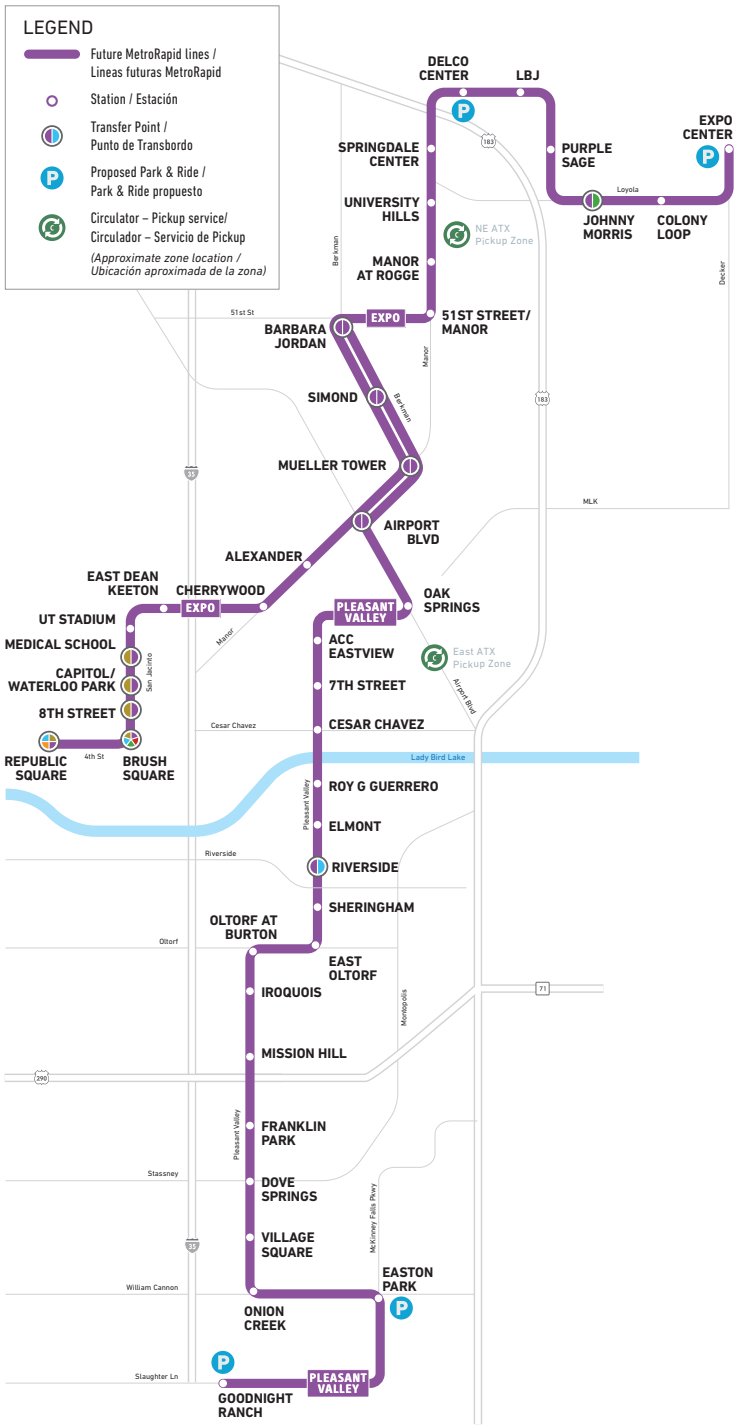 LEGEND
Future MetroRapid lines /
Lineas futuras MetroRapid
Station / Estación
Transfer Point /
Punto de Transbordo
P
Proposed Park & Ride /
Park & Ride propuesto
C
Circulator – Pickup service/
Circulador – Servicio de Pickup
(Approximate zone location /
Ubicación aproximada de la zona)
DELCO
CENTER
P
LBJ
EXPO
CENTER
P
183
SPRINGDALE
CENTER
PURPLE
SAGE
Loyola
UNIVERSITY
HILLS
JOHNNY
MORRIS
COLONY
LOOP
C
NE ATX
Pickup Zone
Berkman
MANOR
AT ROGGE
Decker
51st St
EXPO
51ST STREET/
MANOR
BARBARA
JORDAN
Manor
SIMOND
Berkman
183
MUELLER TOWER
35
MLK
AIRPORT
BLVD
ALEXANDER
EAST DEAN
KEETON
CHERRYWOOD
EXPO
PLEASANT
VALLEY
OAK
SPRINGS
UT STADIUM
Manor
MEDICAL SCHOOL
ACC
EASTVIEW
C
East ATX
Pickup Zone
CAPITOL/
WATERLOO PARK
San Jacinto
7TH STREET
Airport Blvd
8TH STREET
Cesar Chavez
CESAR CHAVEZ
REPUBLIC
SQUARE
4th St
BRUSH
SQUARE
Lady Bird Lake
Pleasant Valley
ROY G GUERRERO
ELMONT
Riverside
RIVERSIDE
SHERINGHAM
OLTORF AT
BURTON
Oltorf
EAST
OLTORF
IROQUOIS
71
Montopolis
MISSION HILL
290
Pleasant Valley
FRANKLIN
PARK
Stassney
DOVE
SPRINGS
McKinney Falls Pkwy
VILLAGE
SQUARE
35
EASTON
PARK
William Cannon
P
ONION
CREEK
P
Slaughter Ln
PLEASANT
VALLEY
GOODNIGHT
RANCH